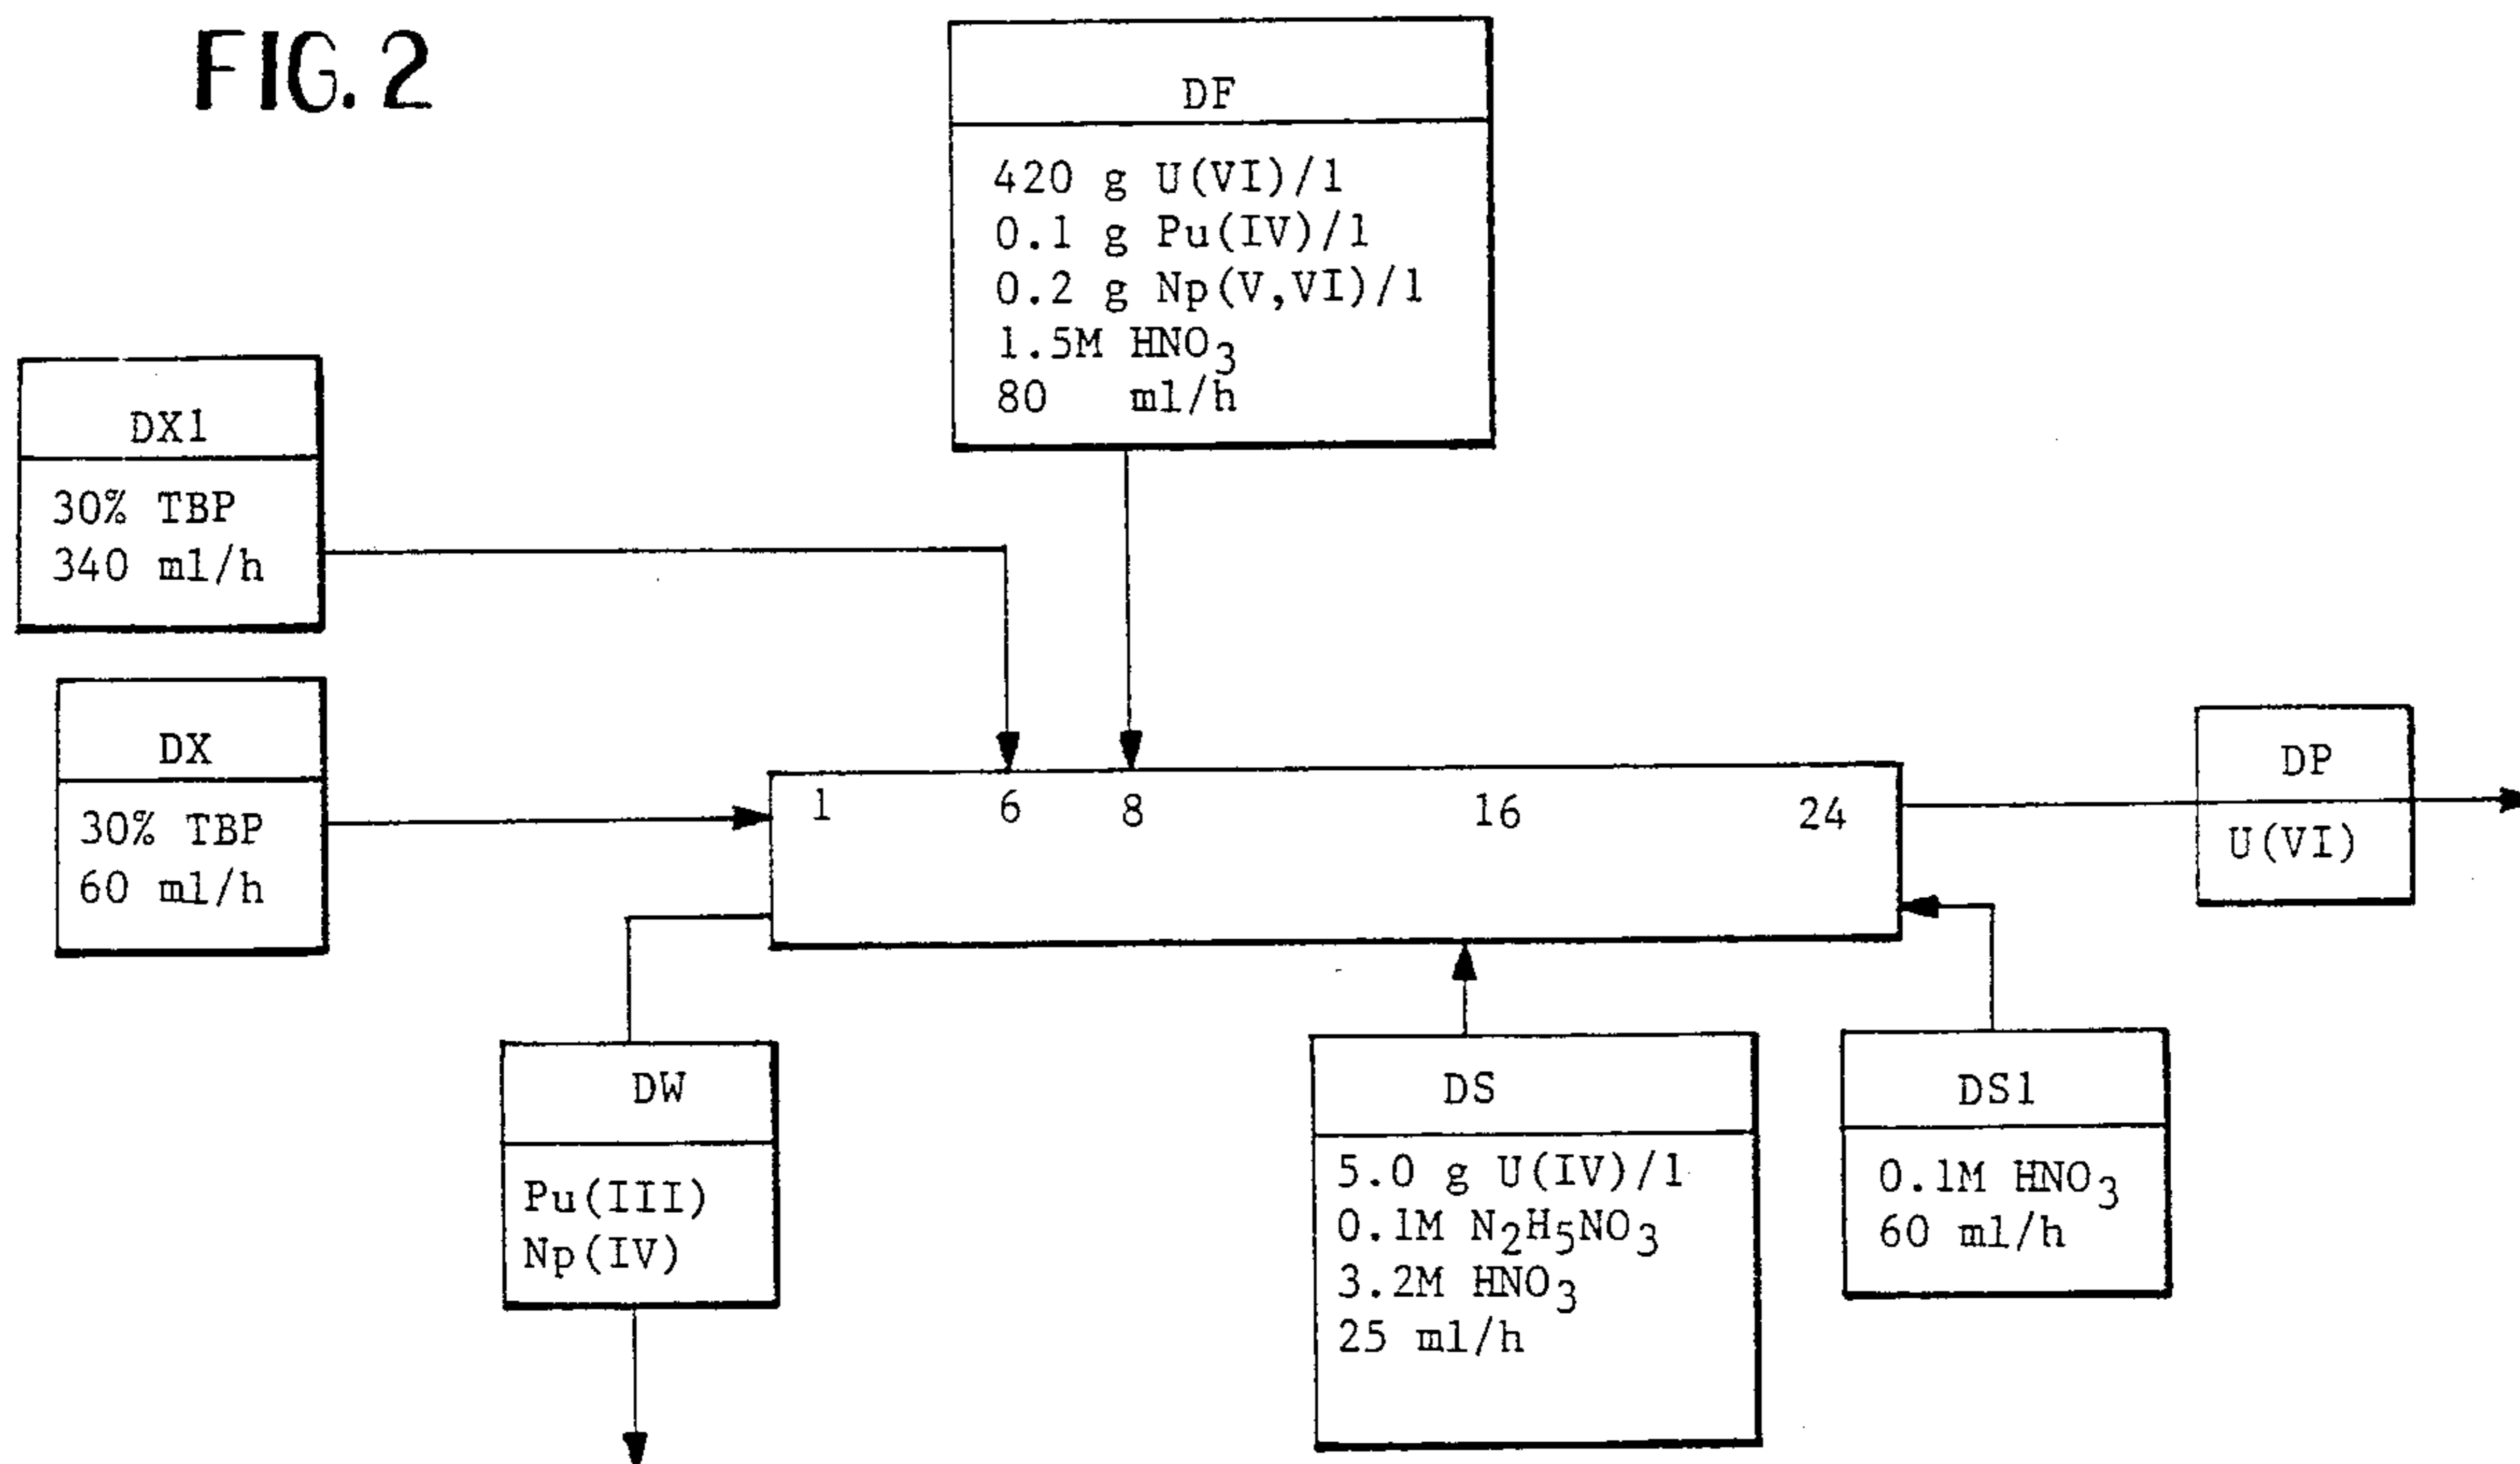 FIG. 2
DF
420 g U(VI)/l
0.1 g Pu(IV)/l
0.2 g Np(V,VI)/l
1.5M HNO3
80 ml/h
DX1
30% TBP
340 ml/h
DX
30% TBP
60 ml/h
1 6 8 16 24
DP
U(VI)
DW
Pu(III)
Np(IV)
DS
5.0 g U(IV)/l
0.1M N2H5NO3
3.2M HNO3
25 ml/h
DS1
0.1M HNO3
60 ml/h